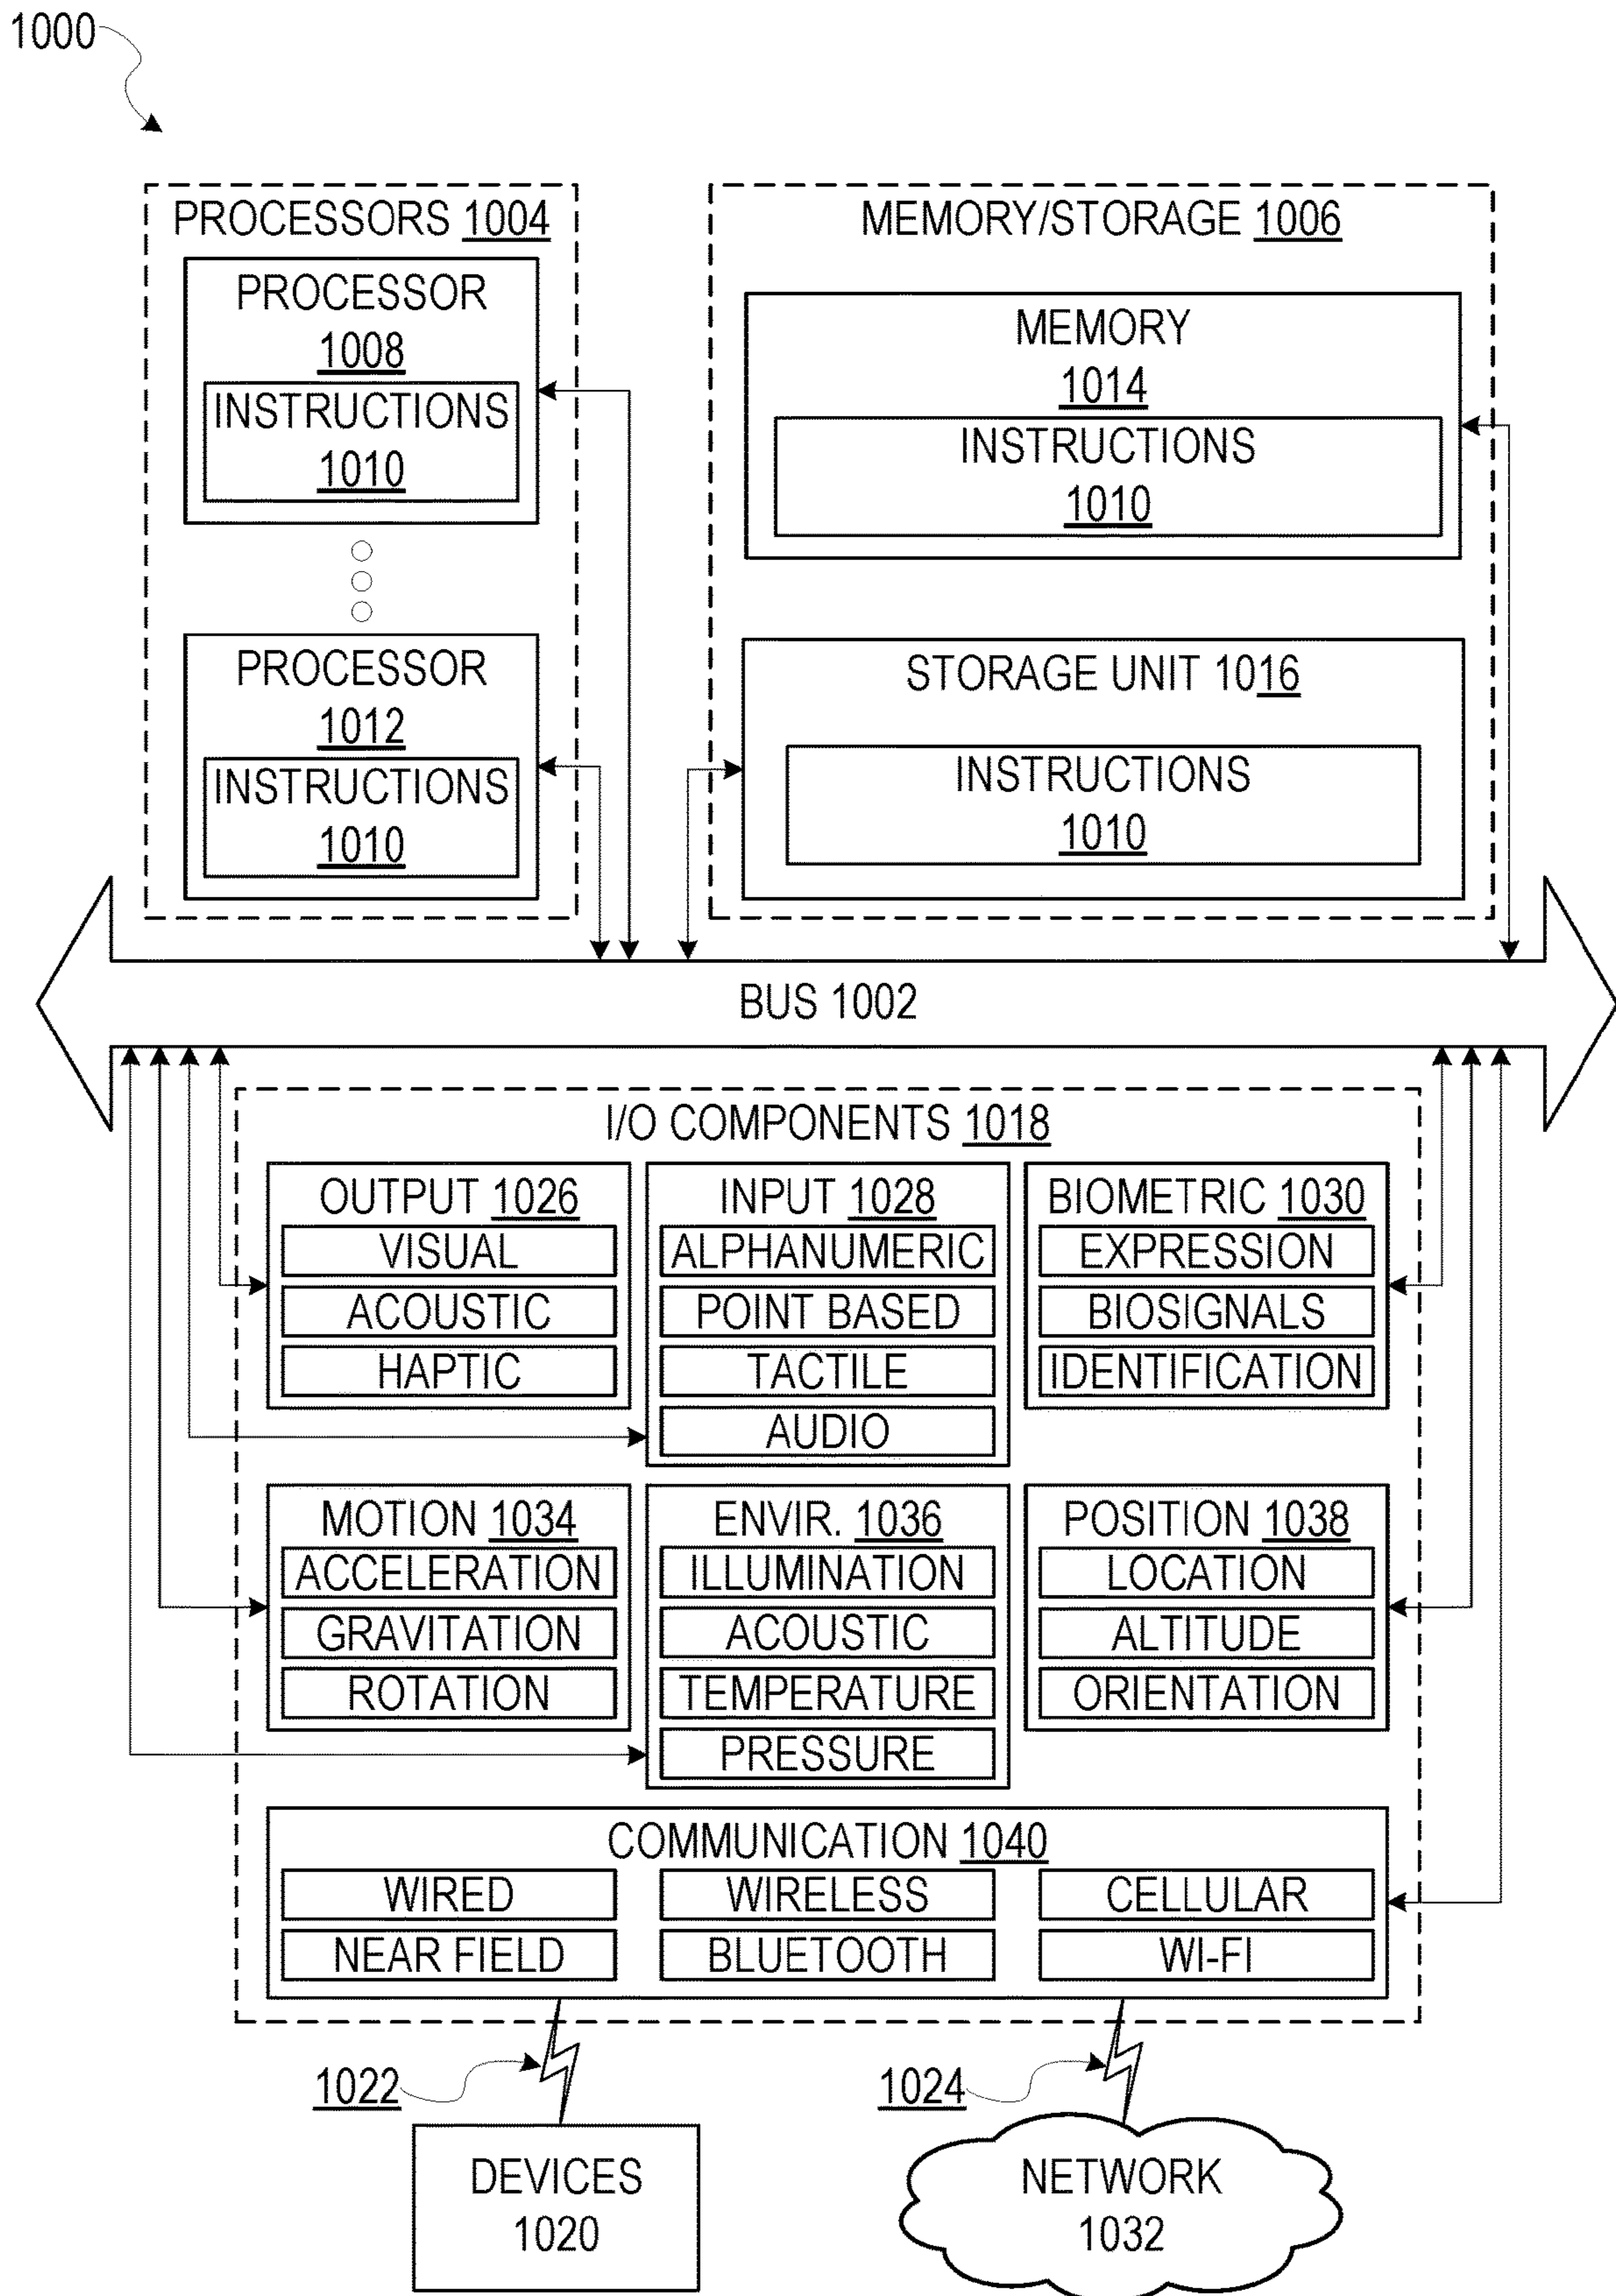 1000
PROCESSORS 1004
PROCESSOR
1008
INSTRUCTIONS
1010
PROCESSOR
1012
INSTRUCTIONS
1010
MEMORY/STORAGE 1006
MEMORY
1014
INSTRUCTIONS
1010
STORAGE UNIT 1016
INSTRUCTIONS
1010
BUS 1002
I/O COMPONENTS 1018
OUTPUT 1026
VISUAL
ACOUSTIC
HAPTIC
INPUT 1028
ALPHANUMERIC
POINT BASED
TACTILE
AUDIO
BIOMETRIC 1030
EXPRESSION
BIOSIGNALS
IDENTIFICATION
MOTION 1034
ACCELERATION
GRAVITATION
ROTATION
ENVIR. 1036
ILLUMINATION
ACOUSTIC
TEMPERATURE
PRESSURE
POSITION 1038
LOCATION
ALTITUDE
ORIENTATION
COMMUNICATION 1040
WIRED
WIRELESS
CELLULAR
NEAR FIELD
BLUETOOTH
WI-FI
1022
1024
DEVICES
1020
NETWORK
1032